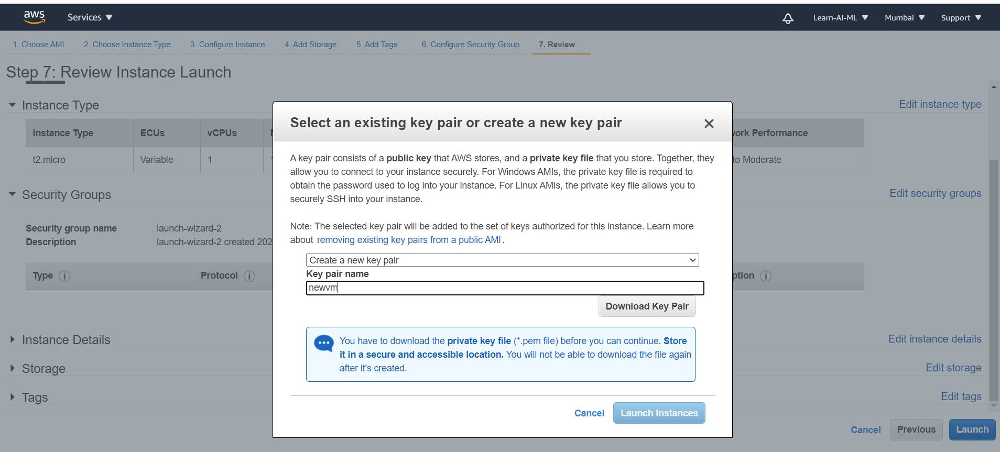 aws
Services
Learn-AI-ML
Mumbai
Support
1. Choose AMI
2. Choose Instance Type
3. Configure Instance
4. Add Storage
5. Add Tags
6. Configure Security Group
7. Review
Step 7: Review Instance Launch
Instance Type
Edit instance type
Instance Type
ECUs
vCPUs
Performance
t2.micro
Variable
1
to Moderate
Security Groups
Edit security groups
Security group name
launch-wizard-2
Description
launch-wizard-2 created 202
Type
Protocol
Instance Details
Edit instance details
Storage
Edit storage
Tags
Edit tags
Cancel
Previous
Launch
Select an existing key pair or create a new key pair
A key pair consists of a public key that AWS stores, and a private key file that you store. Together, they
allow you to connect to your instance securely. For Windows AMIs, the private key file is required to
obtain the password used to log into your instance. For Linux AMIs, the private key file allows you to
securely SSH into your instance.
Note: The selected key pair will be added to the set of keys authorized for this instance. Learn more
about removing existing key pairs from a public AMI.
Create a new key pair
Key pair name
newvm
Download Key Pair
You have to download the private key file (*.pem file) before you can continue. Store
it in a secure and accessible location. You will not be able to download the file again
after it's created.
Cancel
Launch Instances